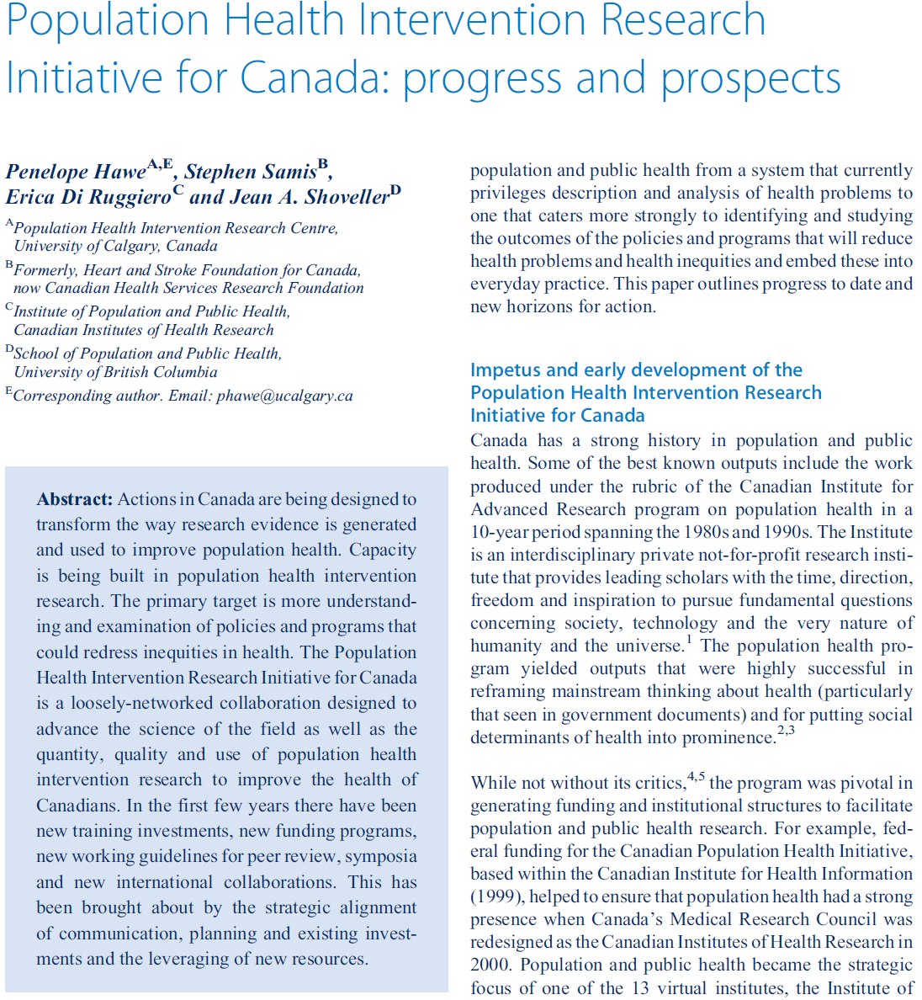 Population Health Intervention Research
Initiative for Canada: progress and prospects
Penelope Hawe^A,E, Stephen Samis^B,
Erica Di Ruggiero^C and Jean A. Shoveller^D
^APopulation Health Intervention Research Centre,
University of Calgary, Canada
^BFormerly, Heart and Stroke Foundation for Canada,
now Canadian Health Services Research Foundation
^CInstitute of Population and Public Health,
Canadian Institutes of Health Research
^DSchool of Population and Public Health,
University of British Columbia
^ECorresponding author. Email: phawe@ucalgary.ca
Abstract: Actions in Canada are being designed to
transform the way research evidence is generated
and used to improve population health. Capacity
is being built in population health intervention
research. The primary target is more understand-
ing and examination of policies and programs that
could redress inequities in health. The Population
Health Intervention Research Initiative for Canada
is a loosely-networked collaboration designed to
advance the science of the field as well as the
quantity, quality and use of population health
intervention research to improve the health of
Canadians. In the first few years there have been
new training investments, new funding programs,
new working guidelines for peer review, symposia
and new international collaborations. This has
been brought about by the strategic alignment
of communication, planning and existing invest-
ments and the leveraging of new resources.
population and public health from a system that currently
privileges description and analysis of health problems to
one that caters more strongly to identifying and studying
the outcomes of the policies and programs that will reduce
health problems and health inequities and embed these into
everyday practice. This paper outlines progress to date and
new horizons for action.
Impetus and early development of the
Population Health Intervention Research
Initiative for Canada
Canada has a strong history in population and public
health. Some of the best known outputs include the work
produced under the rubric of the Canadian Institute for
Advanced Research program on population health in a
10-year period spanning the 1980s and 1990s. The Institute
is an interdisciplinary private not-for-profit research insti-
tute that provides leading scholars with the time, direction,
freedom and inspiration to pursue fundamental questions
concerning society, technology and the very nature of
humanity and the universe.^1 The population health pro-
gram yielded outputs that were highly successful in
reframing mainstream thinking about health (particularly
that seen in government documents) and for putting social
determinants of health into prominence.^2,3
While not without its critics,^4,5 the program was pivotal in
generating funding and institutional structures to facilitate
population and public health research. For example, fed-
eral funding for the Canadian Population Health Initiative,
based within the Canadian Institute for Health Information
(1999), helped to ensure that population health had a strong
presence when Canada's Medical Research Council was
redesigned as the Canadian Institutes of Health Research in
2000. Population and public health became the strategic
focus of one of the 13 virtual institutes, the Institute of